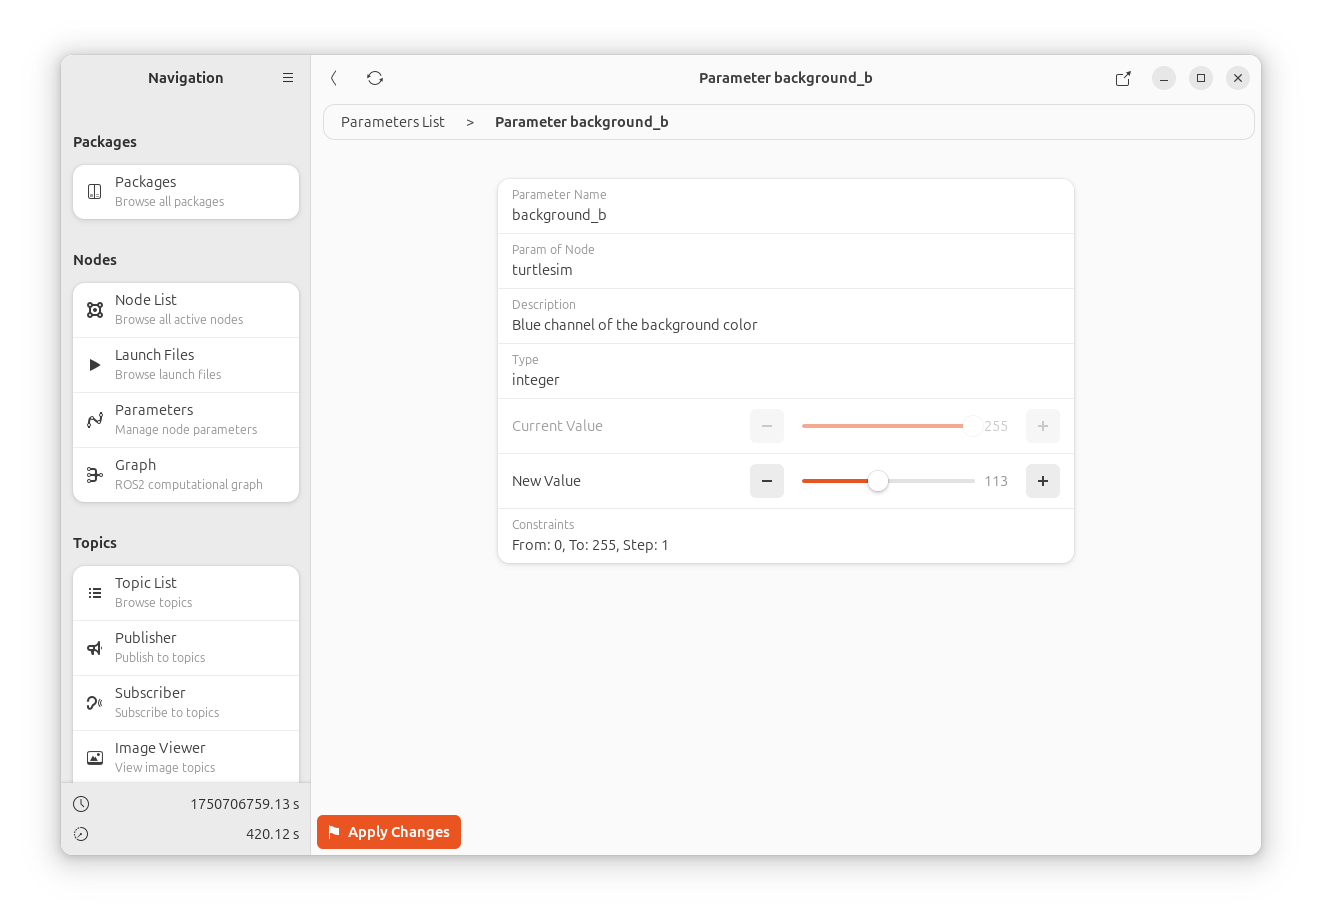 Navigation
Packages
Packages
Browse all packages
Nodes
Node List
Browse all active nodes
Launch Files
Browse launch files
Parameters
Manage node parameters
Graph
ROS2 computational graph
Topics
Topic List
Browse topics
Publisher
Publish to topics
Subscriber
Subscribe to topics
Image Viewer
View image topics
1750706759.13 s
420.12 s
Parameter background_b
Parameters List > Parameter background_b
Parameter Name
background_b
Param of Node
turtlesim
Description
Blue channel of the background color
Type
integer
Current Value 255
New Value 113
Constraints
From: 0, To: 255, Step: 1
Apply Changes